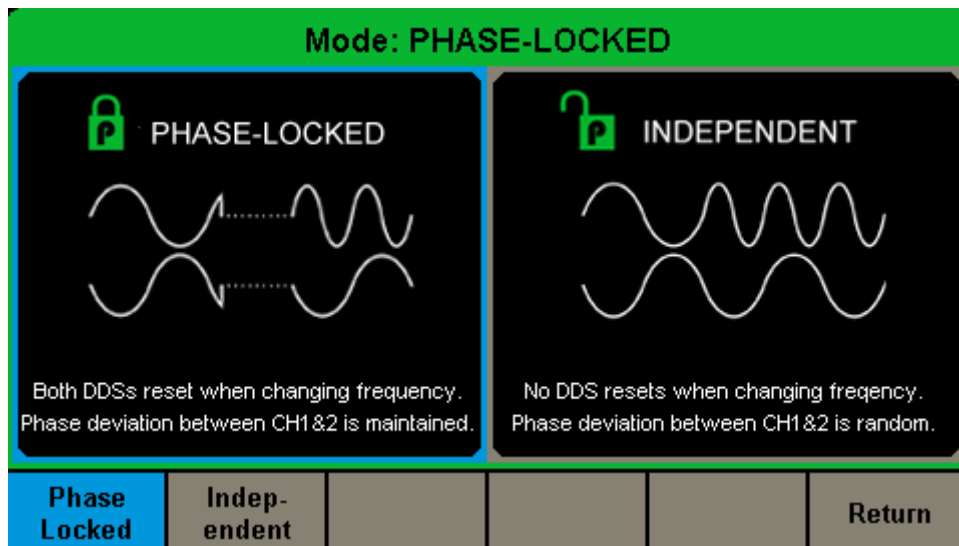 Mode: PHASE-LOCKED
P PHASE-LOCKED
Both DDSs reset when changing frequency.
Phase deviation between CH1&2 is maintained.
P INDEPENDENT
No DDS resets when changing freqency.
Phase deviation between CH1&2 is random.
Phase
Locked
Indep-
endent
Return